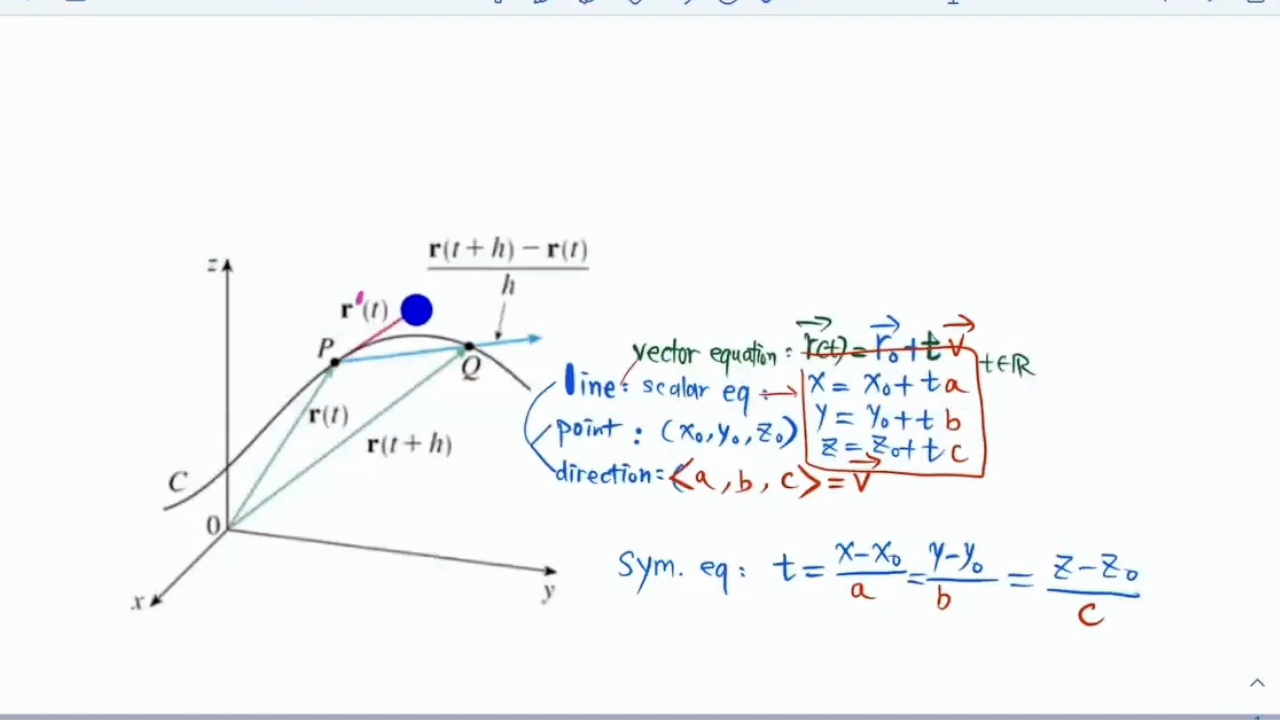 z
r(t + h) − r(t)
h
r'(t)
P
Q
r(t)
r(t + h)
C
0
x
y
vector equation : r(t) = r₀ + t v
t∈ℝ
line : scalar eq : → x = x₀ + t a
y = y₀ + t b
z = z₀ + t c
point : (x₀, y₀, z₀)
direction = <a, b, c> = v
Sym. eq : t = x−x₀ / a = y−y₀ / b = z−z₀ / c